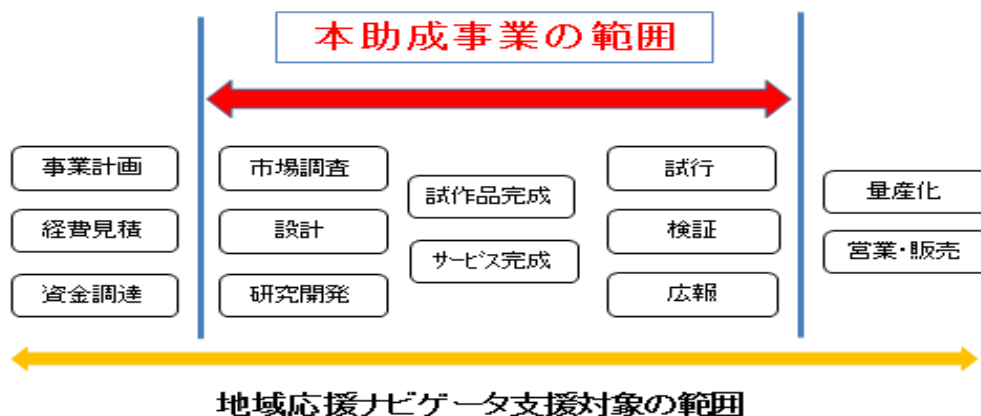 本助成事業の範囲
事業計画
経費見積
資金調達
市場調査
設計
研究開発
試作品完成
サービス完成
試行
検証
広報
量産化
営業・販売
地域応援ナビゲータ支援対象の範囲